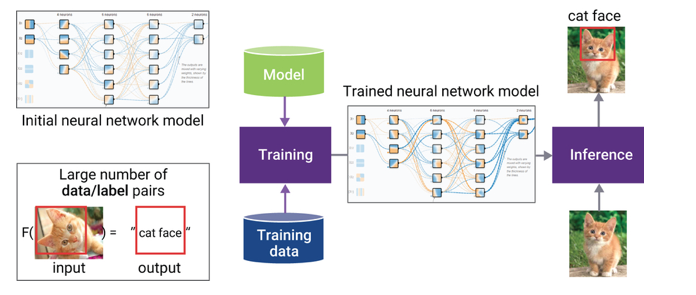 cat face
Model
Trained neural network model
Initial neural network model
Training
Inference
Large number of
data/label pairs
F( ) = " cat face "
input output
Training
data